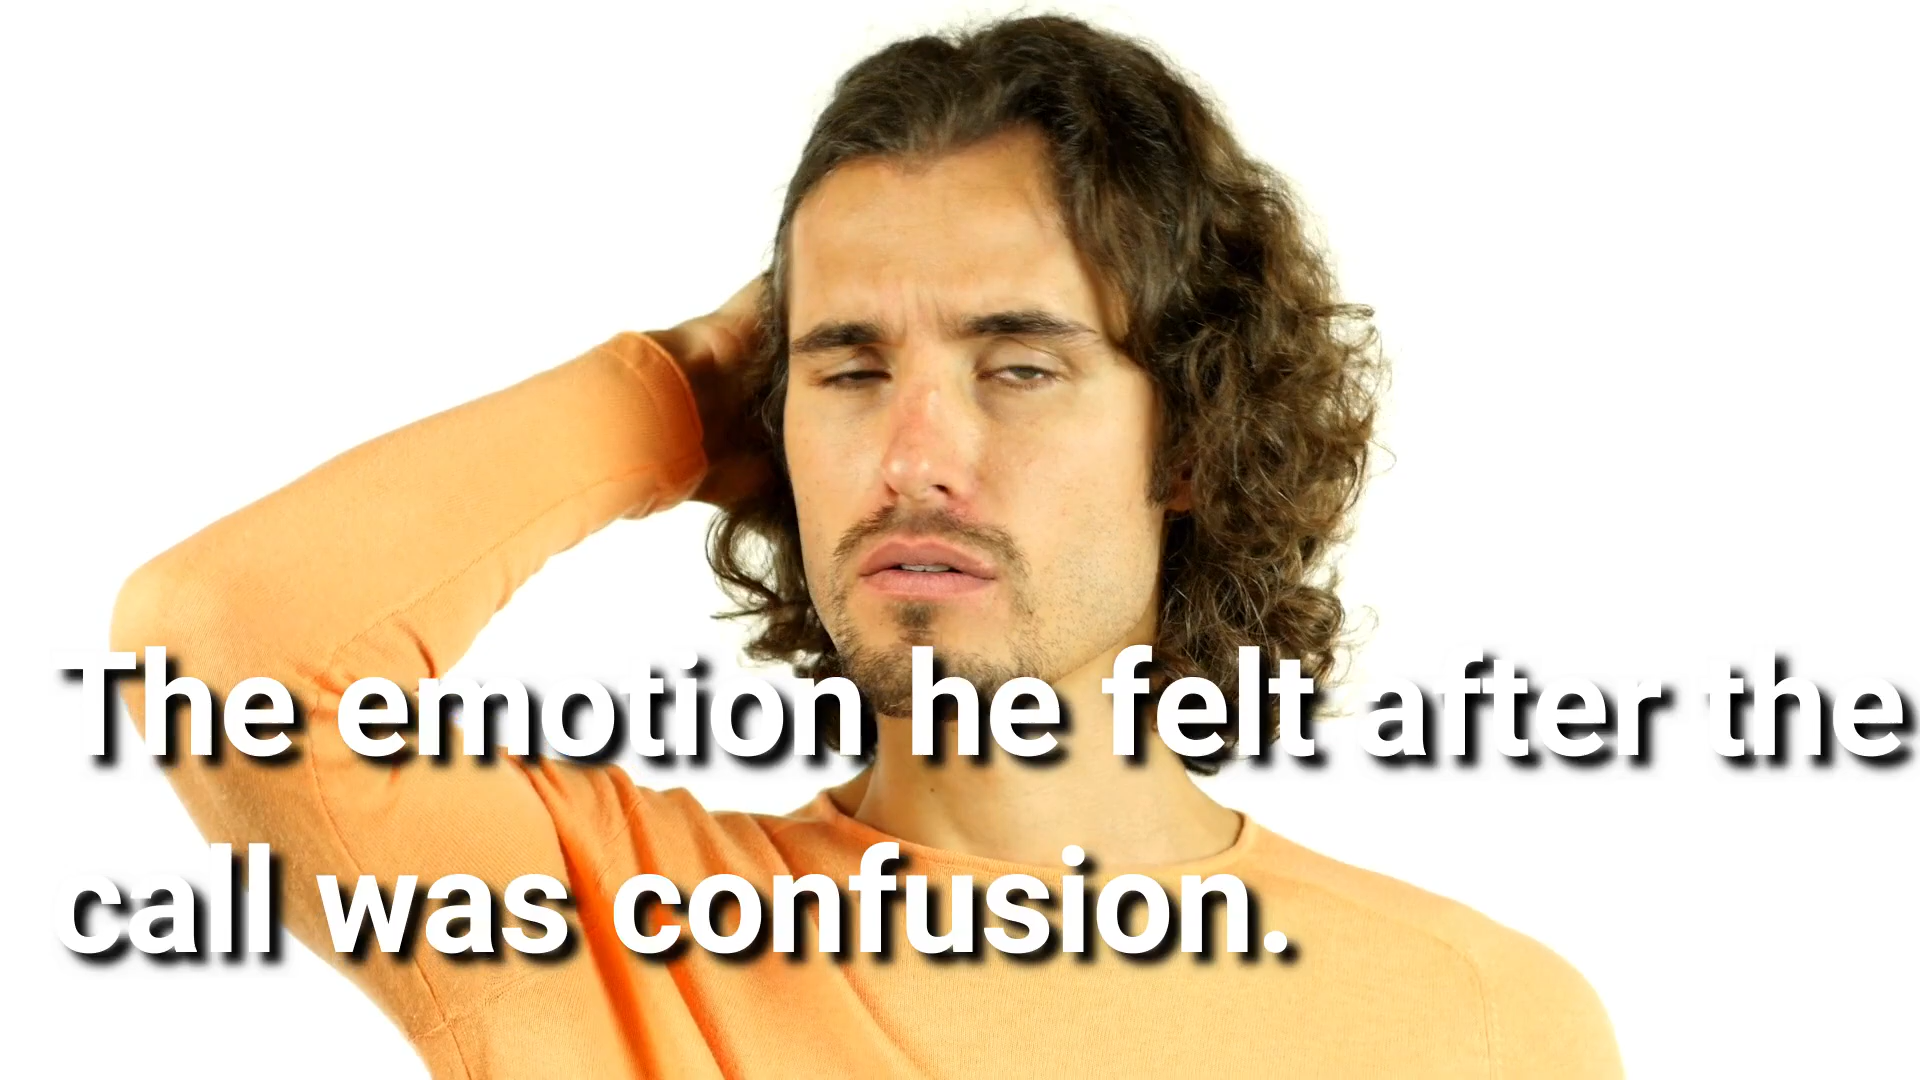 The emotion he felt after the
call was confusion.